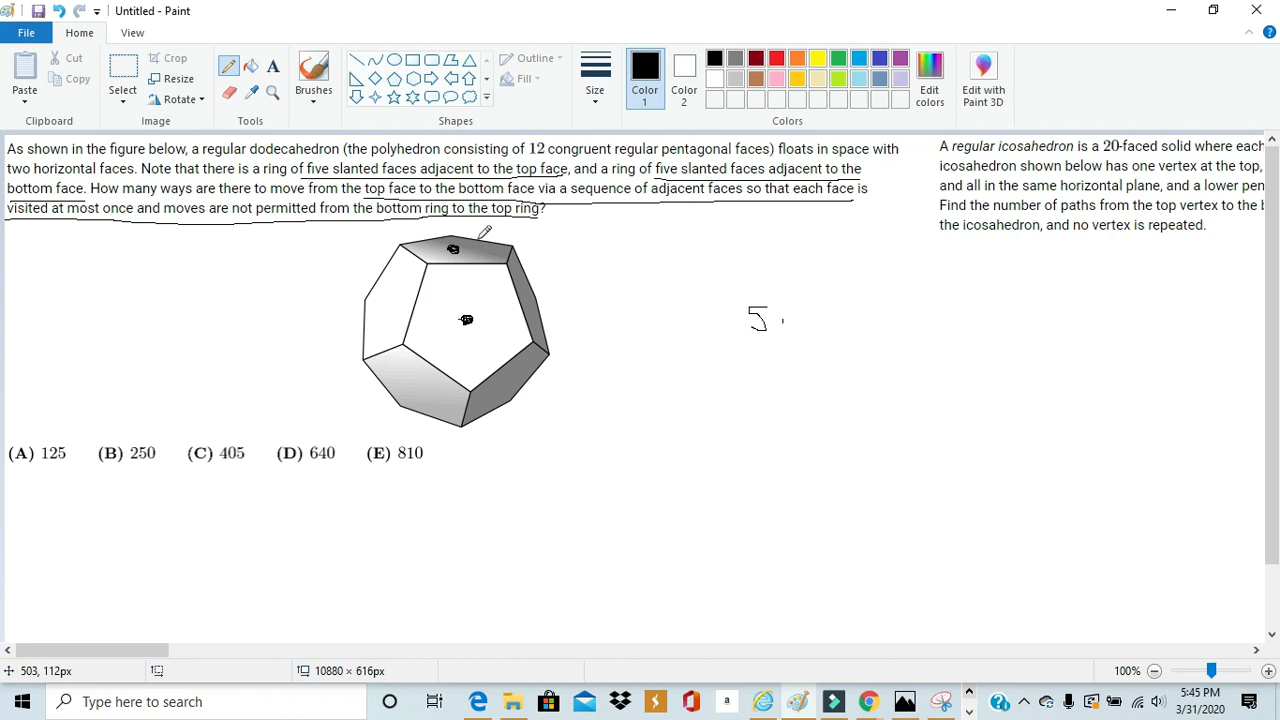 Untitled - Paint
File
Home
View
Paste
Cut
Copy
Clipboard
Select
Crop
Resize
Rotate
Image
A
Tools
Brushes
Outline
Fill
Shapes
Size
Color 1
Color 2
Edit colors
Edit with Paint 3D
Colors
As shown in the figure below, a regular dodecahedron (the polyhedron consisting of 12 congruent regular pentagonal faces) floats in space with
two horizontal faces. Note that there is a ring of five slanted faces adjacent to the top face, and a ring of five slanted faces adjacent to the
bottom face. How many ways are there to move from the top face to the bottom face via a sequence of adjacent faces so that each face is
visited at most once and moves are not permitted from the bottom ring to the top ring?
A regular icosahedron is a 20-faced solid where each
icosahedron shown below has one vertex at the top,
and all in the same horizontal plane, and a lower pen
Find the number of paths from the top vertex to the b
the icosahedron, and no vertex is repeated.
5
(A) 125 (B) 250 (C) 405 (D) 640 (E) 810
503, 112px
10880 × 616px
100%
Type here to search
a
5:45 PM
3/31/2020